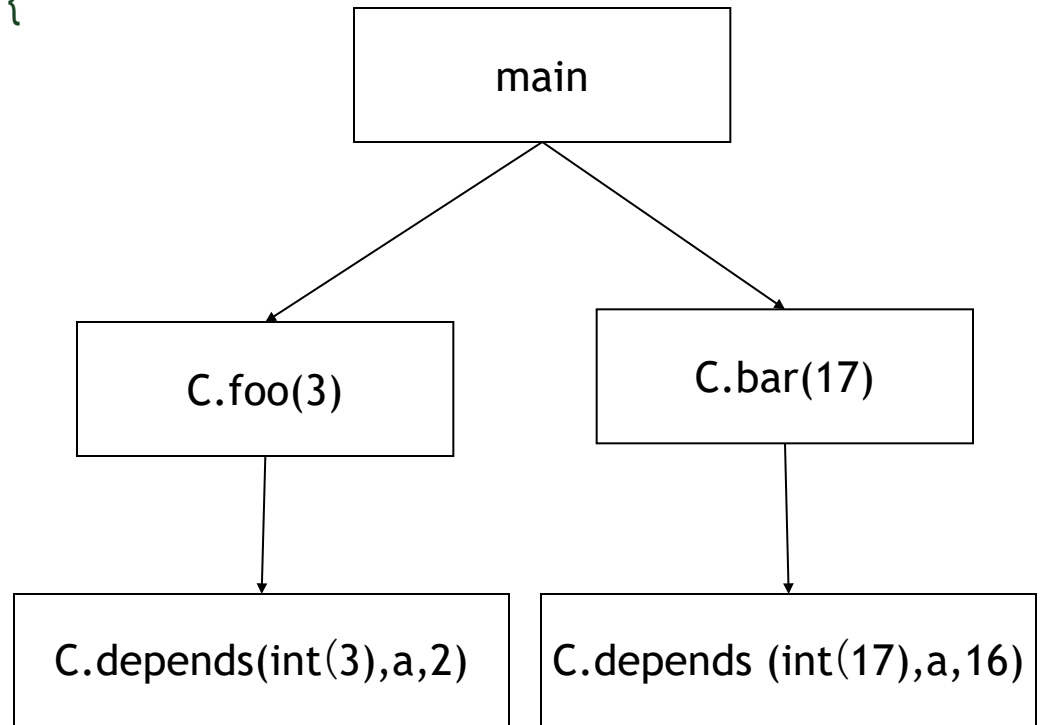 {
main
C.foo(3)
C.bar(17)
C.depends(int(3),a,2)
C.depends (int(17),a,16)